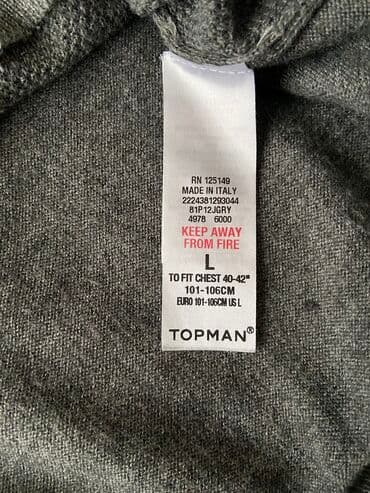 RN 125149
MADE IN ITALY
2224381293044
81P12JGRY
4978 6000
KEEP AWAY
FROM FIRE
L
TO FIT CHEST 40-42"
101-106CM
EURO 101-106CM US L
TOPMAN®